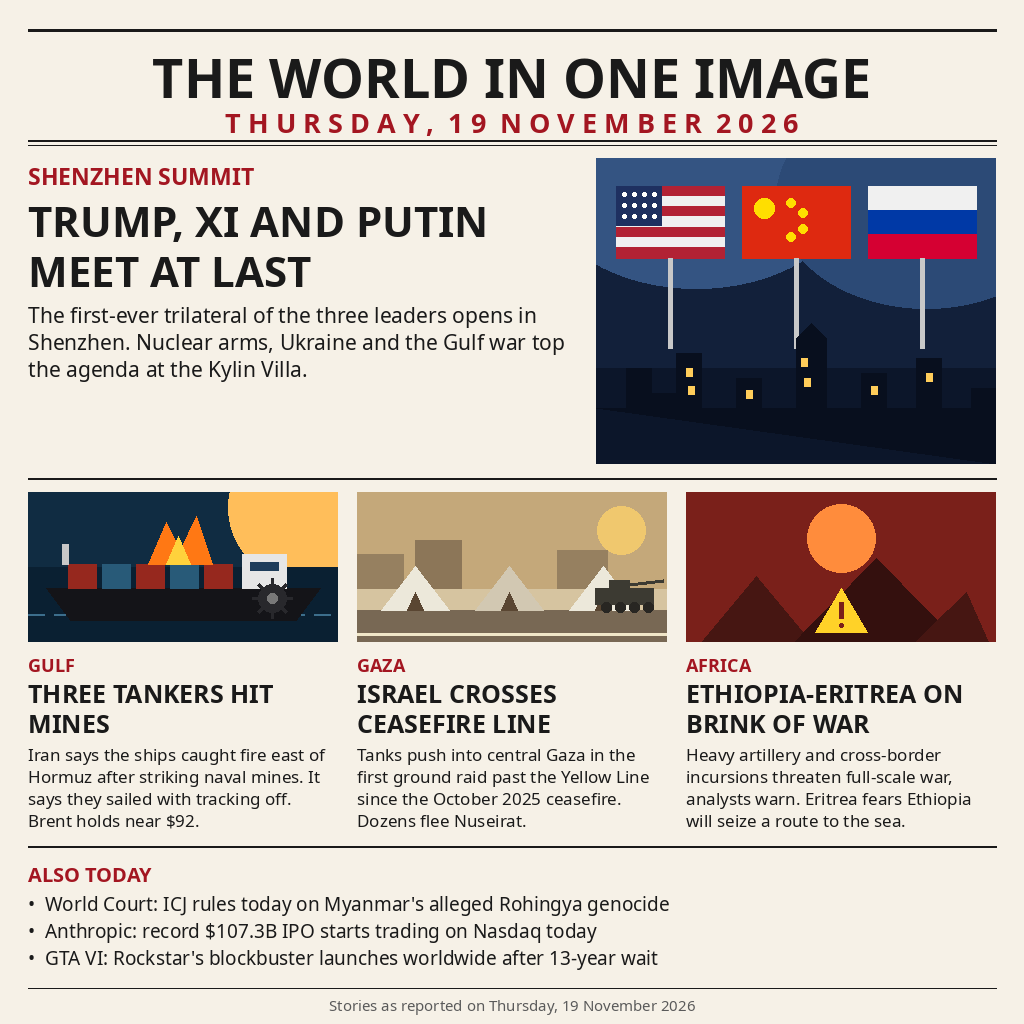 THE WORLD IN ONE IMAGE
THURSDAY, 19 NOVEMBER 2026
SHENZHEN SUMMIT
TRUMP, XI AND PUTIN
MEET AT LAST
The first-ever trilateral of the three leaders opens in
Shenzhen. Nuclear arms, Ukraine and the Gulf war top
the agenda at the Kylin Villa.
GULF
THREE TANKERS HIT
MINES
Iran says the ships caught fire east of
Hormuz after striking naval mines. It
says they sailed with tracking off.
Brent holds near $92.
GAZA
ISRAEL CROSSES
CEASEFIRE LINE
Tanks push into central Gaza in the
first ground raid past the Yellow Line
since the October 2025 ceasefire.
Dozens flee Nuseirat.
AFRICA
ETHIOPIA-ERITREA ON
BRINK OF WAR
Heavy artillery and cross-border
incursions threaten full-scale war,
analysts warn. Eritrea fears Ethiopia
will seize a route to the sea.
ALSO TODAY
• World Court: ICJ rules today on Myanmar's alleged Rohingya genocide
• Anthropic: record $107.3B IPO starts trading on Nasdaq today
• GTA VI: Rockstar's blockbuster launches worldwide after 13-year wait
Stories as reported on Thursday, 19 November 2026